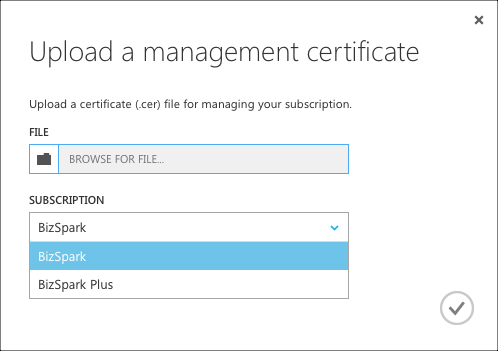 Upload a management certificate
Upload a certificate (.cer) file for managing your subscription.
FILE
BROWSE FOR FILE...
SUBSCRIPTION
BizSpark
BizSpark
BizSpark Plus